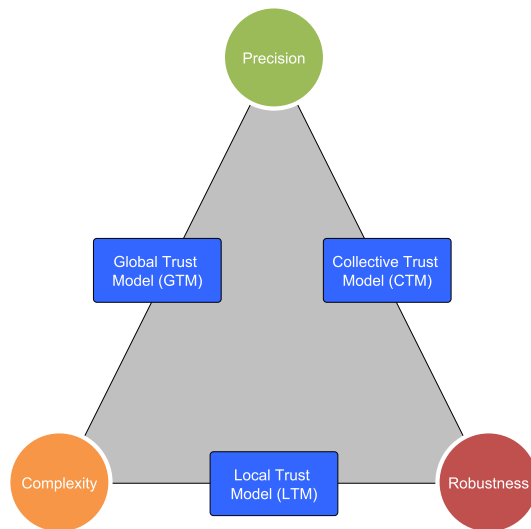 Precision
Global Trust
Model (GTM)
Collective Trust
Model (CTM)
Complexity
Local Trust
Model (LTM)
Robustness